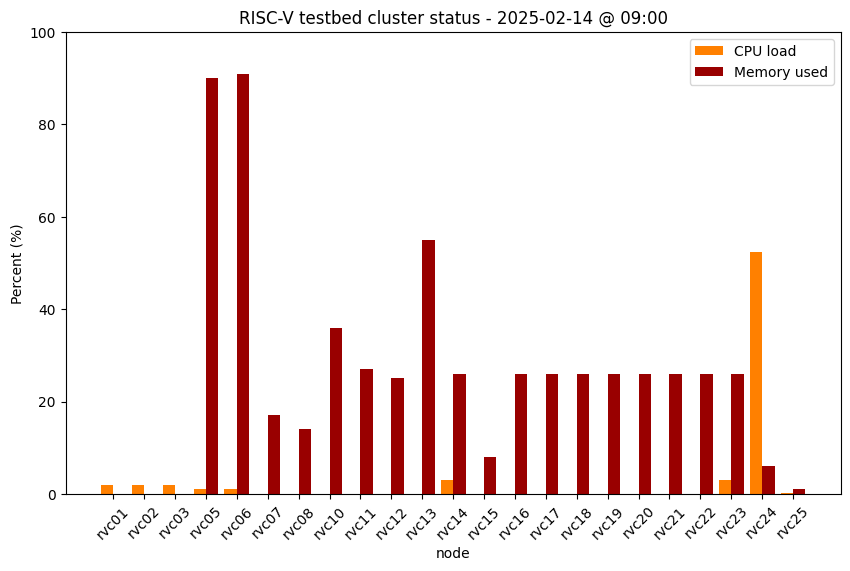 RISC-V testbed cluster status - 2025-02-14 @ 09:00
CPU load
Memory used
Percent (%)
100
80
60
40
20
0
rvc01
rvc02
rvc03
rvc05
rvc06
rvc07
rvc08
rvc10
rvc11
rvc12
rvc13
rvc14
rvc15
rvc16
rvc17
rvc18
rvc19
rvc20
rvc21
rvc22
rvc23
rvc24
rvc25
node